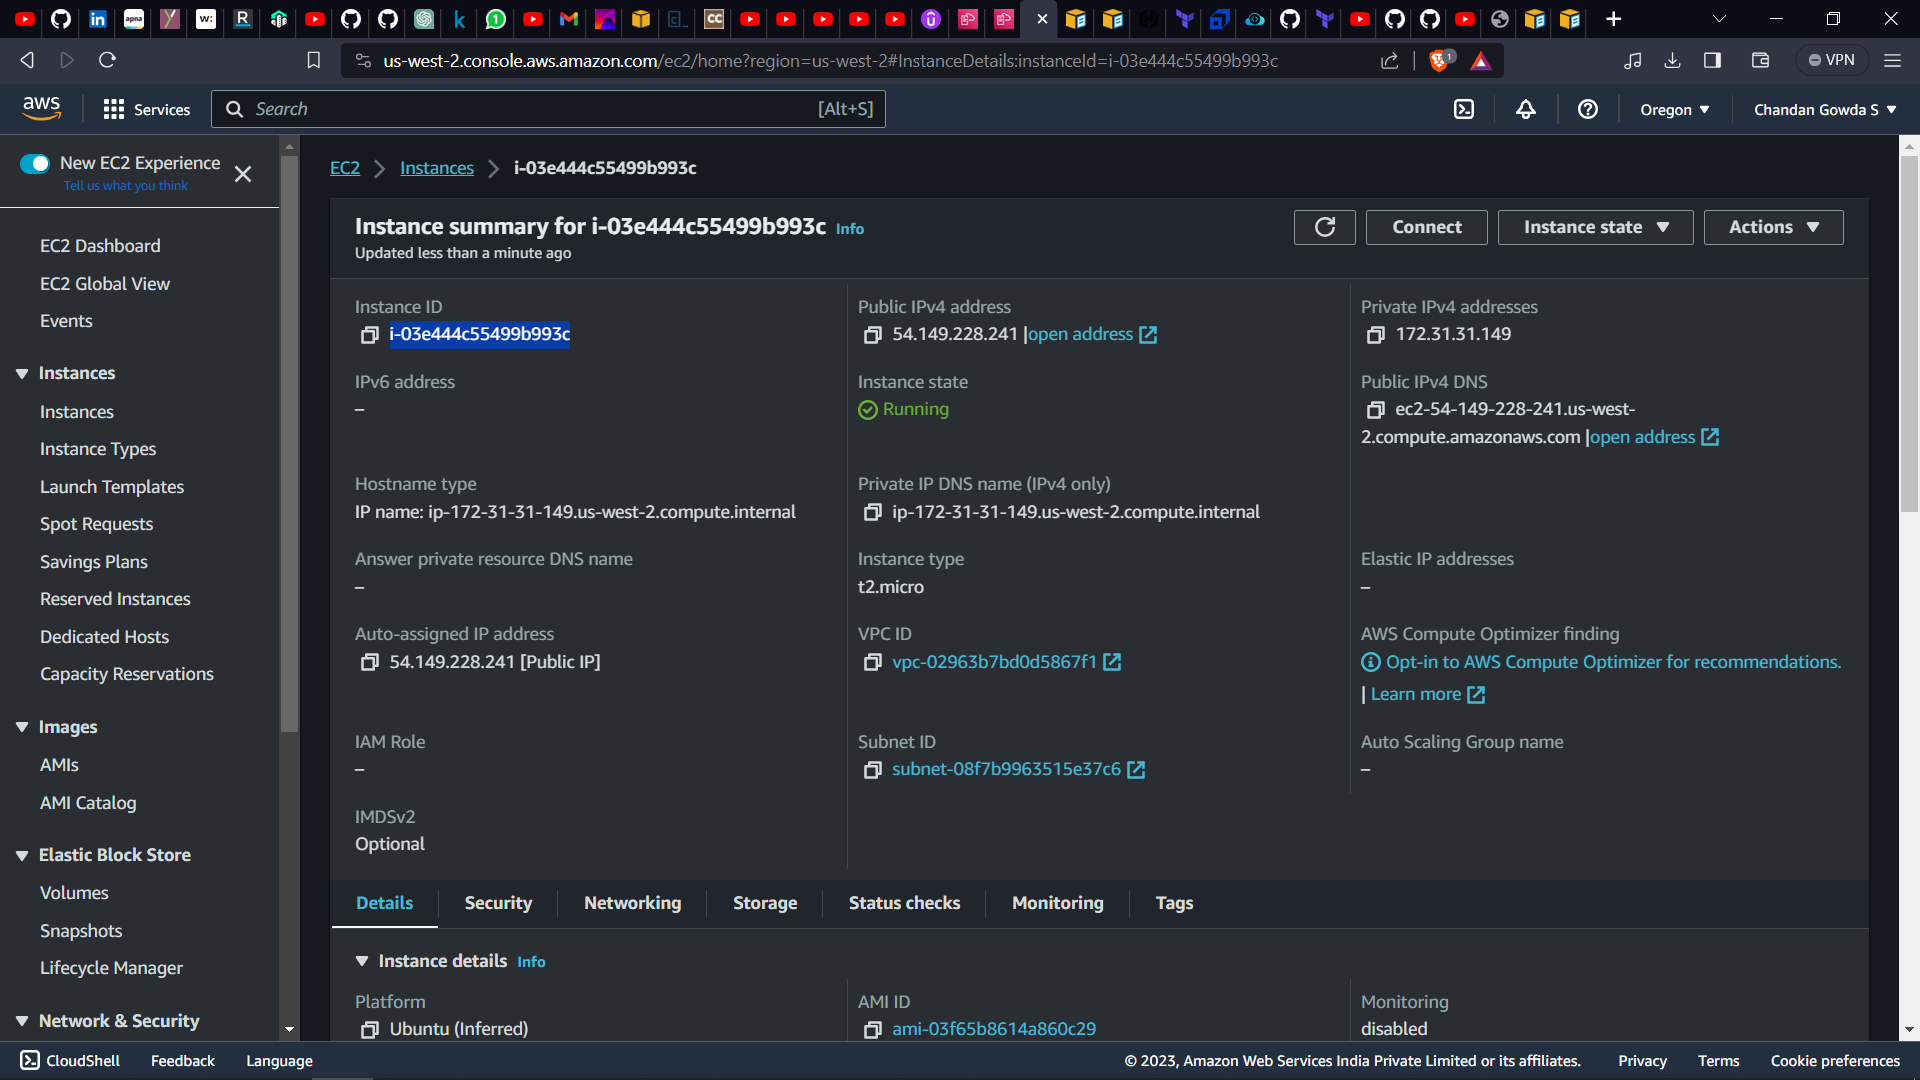 us-west-2.console.aws.amazon.com/ec2/home?region=us-west-2#InstanceDetails:instanceId=i-03e444c55499b993c
1
VPN
aws
Services
Search
[Alt+S]
Oregon
Chandan Gowda S
New EC2 Experience
Tell us what you think
EC2 Dashboard
EC2 Global View
Events
Instances
Instances
Instance Types
Launch Templates
Spot Requests
Savings Plans
Reserved Instances
Dedicated Hosts
Capacity Reservations
Images
AMIs
AMI Catalog
Elastic Block Store
Volumes
Snapshots
Lifecycle Manager
Network & Security
EC2
Instances
i-03e444c55499b993c
Instance summary for i-03e444c55499b993c Info
Updated less than a minute ago
Connect
Instance state
Actions
Instance ID
i-03e444c55499b993c
Public IPv4 address
54.149.228.241 |open address
Private IPv4 addresses
172.31.31.149
IPv6 address
–
Instance state
Running
Public IPv4 DNS
ec2-54-149-228-241.us-west-
2.compute.amazonaws.com |open address
Hostname type
IP name: ip-172-31-31-149.us-west-2.compute.internal
Private IP DNS name (IPv4 only)
ip-172-31-31-149.us-west-2.compute.internal
Answer private resource DNS name
–
Instance type
t2.micro
Elastic IP addresses
–
Auto-assigned IP address
54.149.228.241 [Public IP]
VPC ID
vpc-02963b7bd0d5867f1
AWS Compute Optimizer finding
Opt-in to AWS Compute Optimizer for recommendations.
| Learn more
IAM Role
–
Subnet ID
subnet-08f7b9963515e37c6
Auto Scaling Group name
–
IMDSv2
Optional
Details
Security
Networking
Storage
Status checks
Monitoring
Tags
Instance details Info
Platform
Ubuntu (Inferred)
AMI ID
ami-03f65b8614a860c29
Monitoring
disabled
CloudShell
Feedback
Language
© 2023, Amazon Web Services India Private Limited or its affiliates.
Privacy
Terms
Cookie preferences